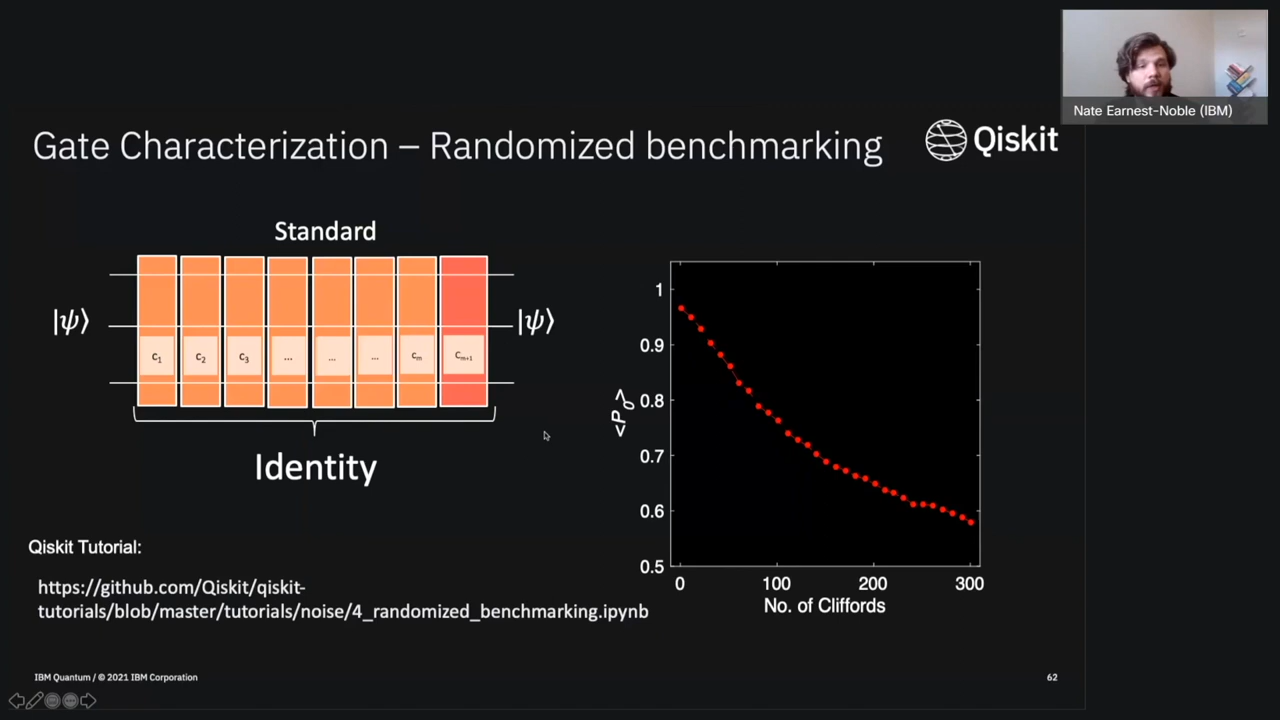 Nate Earnest-Noble (IBM)
Gate Characterization – Randomized benchmarking
Qiskit
Standard
|ψ⟩
C1 C2 C3 ... ... ... Cm Cm+1
|ψ⟩
Identity
<P0>
1
0.9
0.8
0.7
0.6
0.5
0 100 200 300
No. of Cliffords
Qiskit Tutorial:
https://github.com/Qiskit/qiskit-
tutorials/blob/master/tutorials/noise/4_randomized_benchmarking.ipynb
IBM Quantum / © 2021 IBM Corporation
62